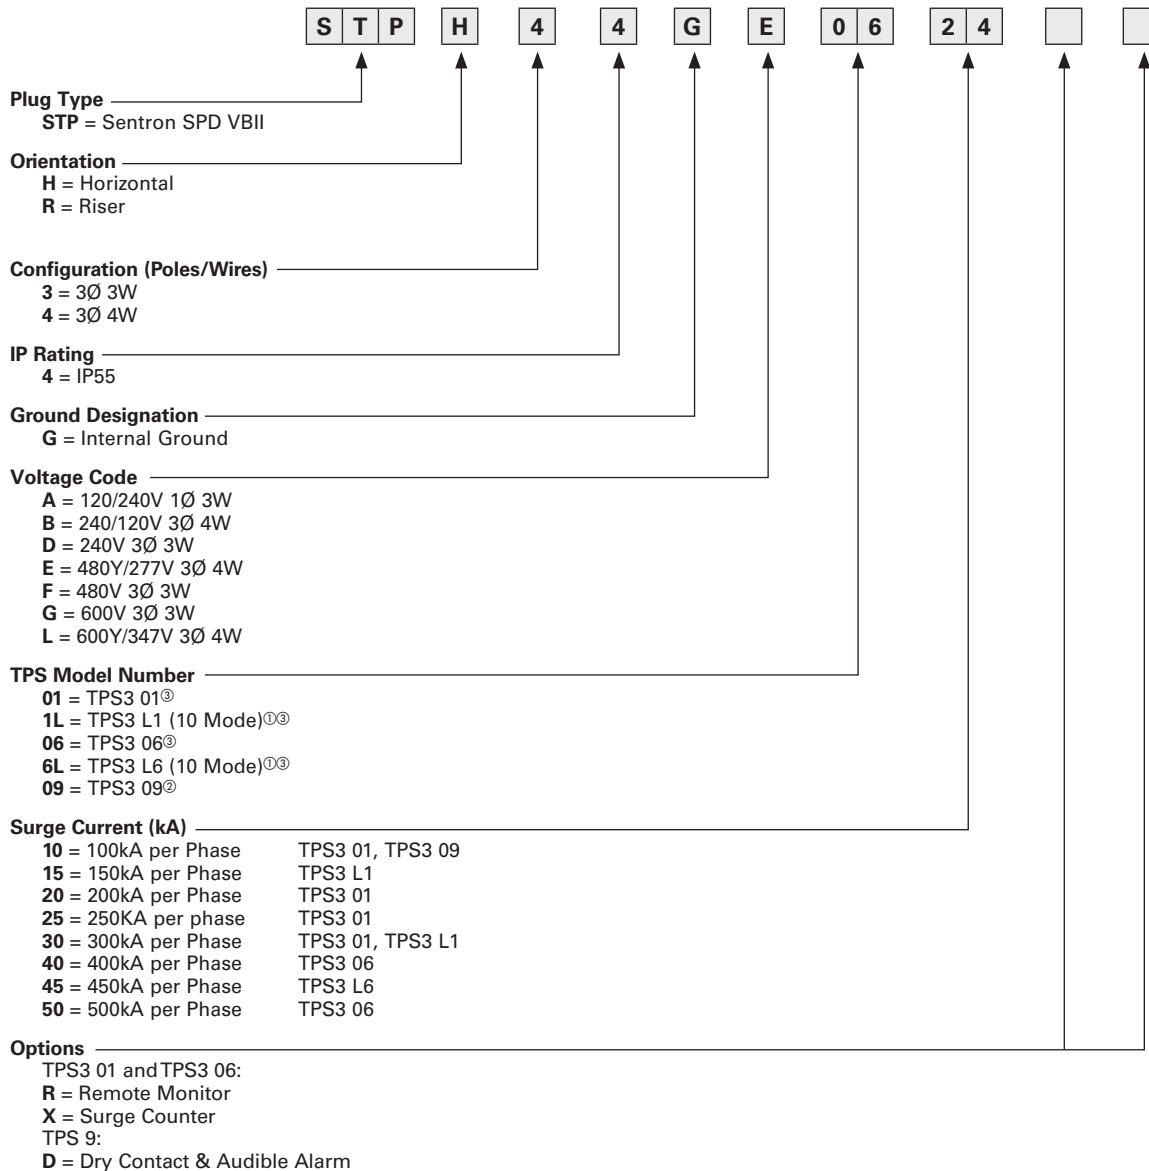 S T P H 4 4 G E 0 6 2 4
Plug Type
STP = Sentron SPD VBII
Orientation
H = Horizontal
R = Riser
Configuration (Poles/Wires)
3 = 3Ø 3W
4 = 3Ø 4W
IP Rating
4 = IP55
Ground Designation
G = Internal Ground
Voltage Code
A = 120/240V 1Ø 3W
B = 240/120V 3Ø 4W
D = 240V 3Ø 3W
E = 480Y/277V 3Ø 4W
F = 480V 3Ø 3W
G = 600V 3Ø 3W
L = 600Y/347V 3Ø 4W
TPS Model Number
01 = TPS3 01③
1L = TPS3 L1 (10 Mode)①③
06 = TPS3 06③
6L = TPS3 L6 (10 Mode)①③
09 = TPS3 09②
Surge Current (kA)
10 = 100kA per Phase TPS3 01, TPS3 09
15 = 150kA per Phase TPS3 L1
20 = 200kA per Phase TPS3 01
25 = 250KA per phase TPS3 01
30 = 300kA per Phase TPS3 01, TPS3 L1
40 = 400kA per Phase TPS3 06
45 = 450kA per Phase TPS3 L6
50 = 500kA per Phase TPS3 06
Options
TPS3 01 and TPS3 06:
R = Remote Monitor
X = Surge Counter
TPS 9:
D = Dry Contact & Audible Alarm